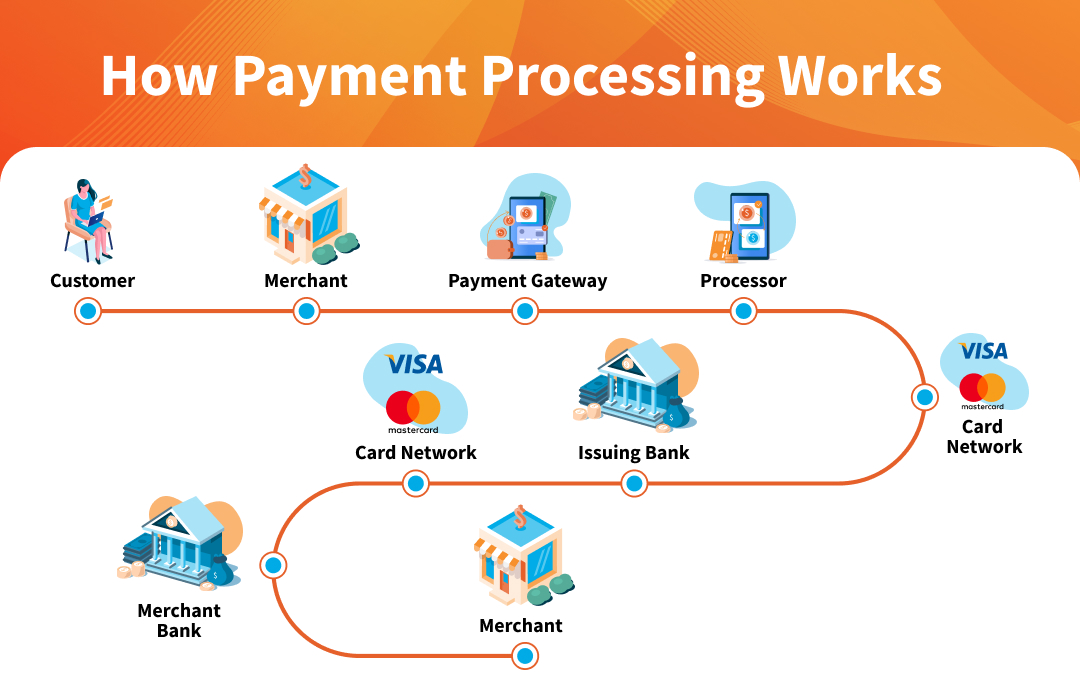 How Payment Processing Works
Customer
Merchant
Payment Gateway
Processor
VISA
mastercard
Card
Network
VISA
mastercard
Card Network
Issuing Bank
Merchant
Bank
Merchant